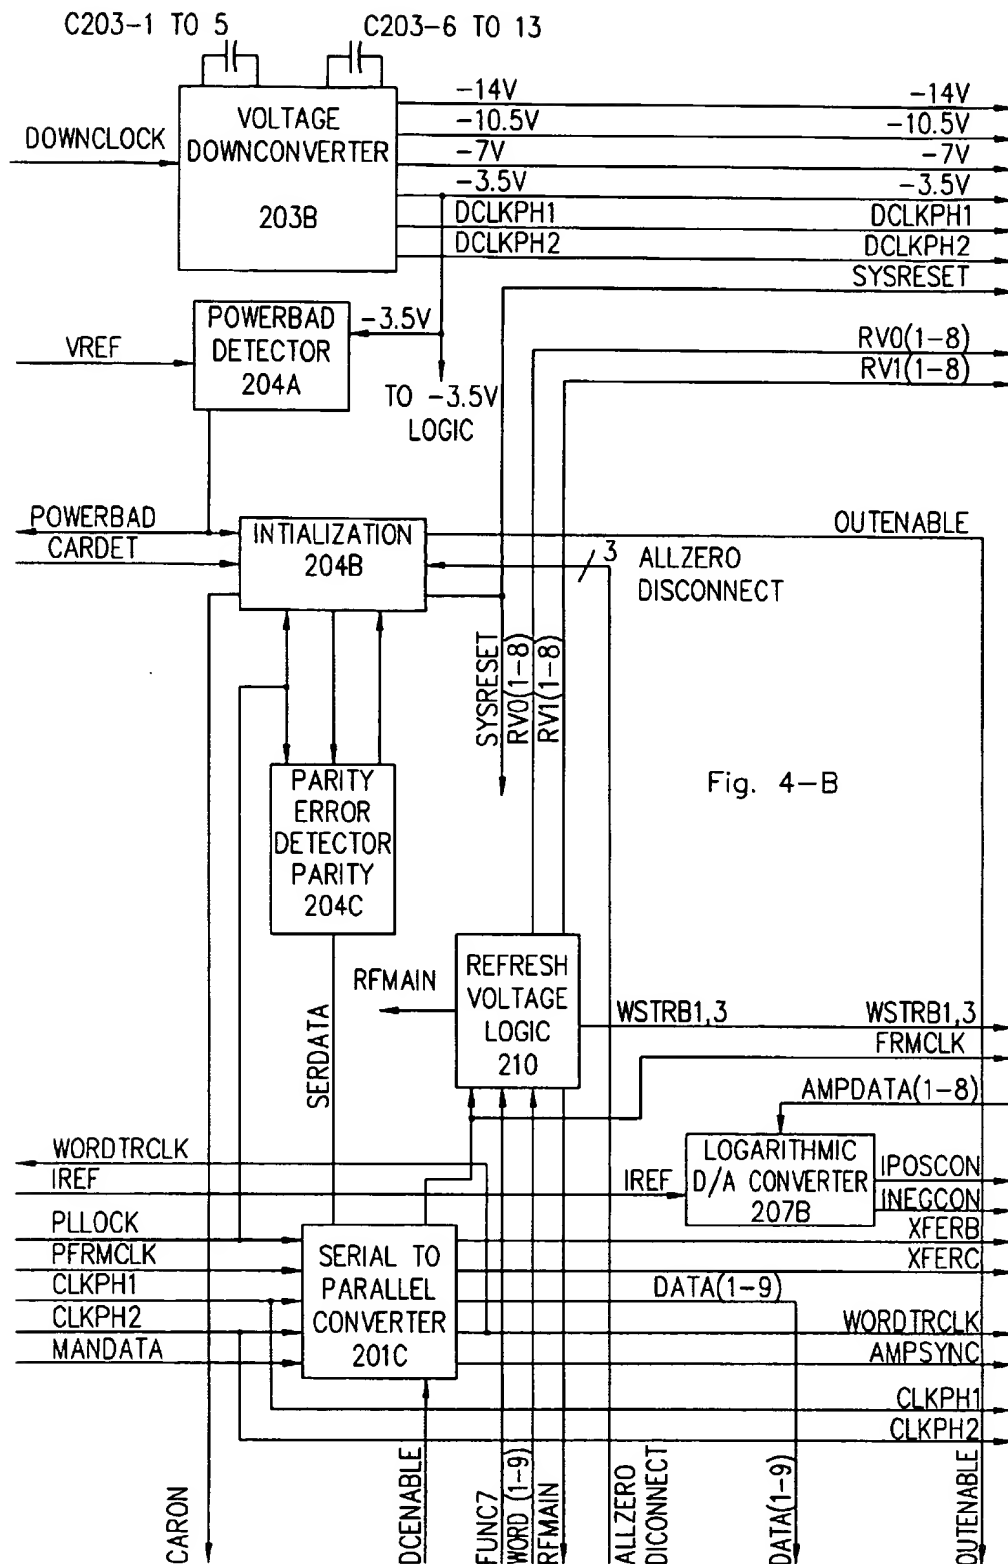 C203-1 TO 5
C203-6 TO 13
VOLTAGE
DOWNCONVERTER
203B
DOWNCLOCK
-14V
-14V
-10.5V
-10.5V
-7V
-7V
-3.5V
-3.5V
DCLKPH1
DCLKPH1
DCLKPH2
DCLKPH2
SYSRESET
POWERBAD
DETECTOR
204A
-3.5V
VREF
RV0(1-8)
RV1(1-8)
TO -3.5V
LOGIC
POWERBAD
CARDET
INTIALIZATION
204B
OUTENABLE
3
ALLZERO
DISCONNECT
SYSRESET
RV0(1-8)
RV1(1-8)
PARITY
ERROR
DETECTOR
PARITY
204C
Fig. 4-B
SERDATA
RFMAIN
REFRESH
VOLTAGE
LOGIC
210
WSTRB1,3
WSTRB1,3
FRMCLK
AMPDATA(1-8)
WORDTRCLK
IREF
IREF
LOGARITHMIC
D/A CONVERTER
207B
IPOSCON
INEGCON
PLLOCK
PFRMCLK
CLKPH1
CLKPH2
MANDATA
SERIAL TO
PARALLEL
CONVERTER
201C
XFERB
XFERC
DATA(1-9)
WORDTRCLK
AMPSYNC
CLKPH1
CLKPH2
CARON
DCENABLE
FUNC7
WORD (1-9)
RFMAIN
ALLZERO
DICONNECT
DATA(1-9)
OUTENABLE